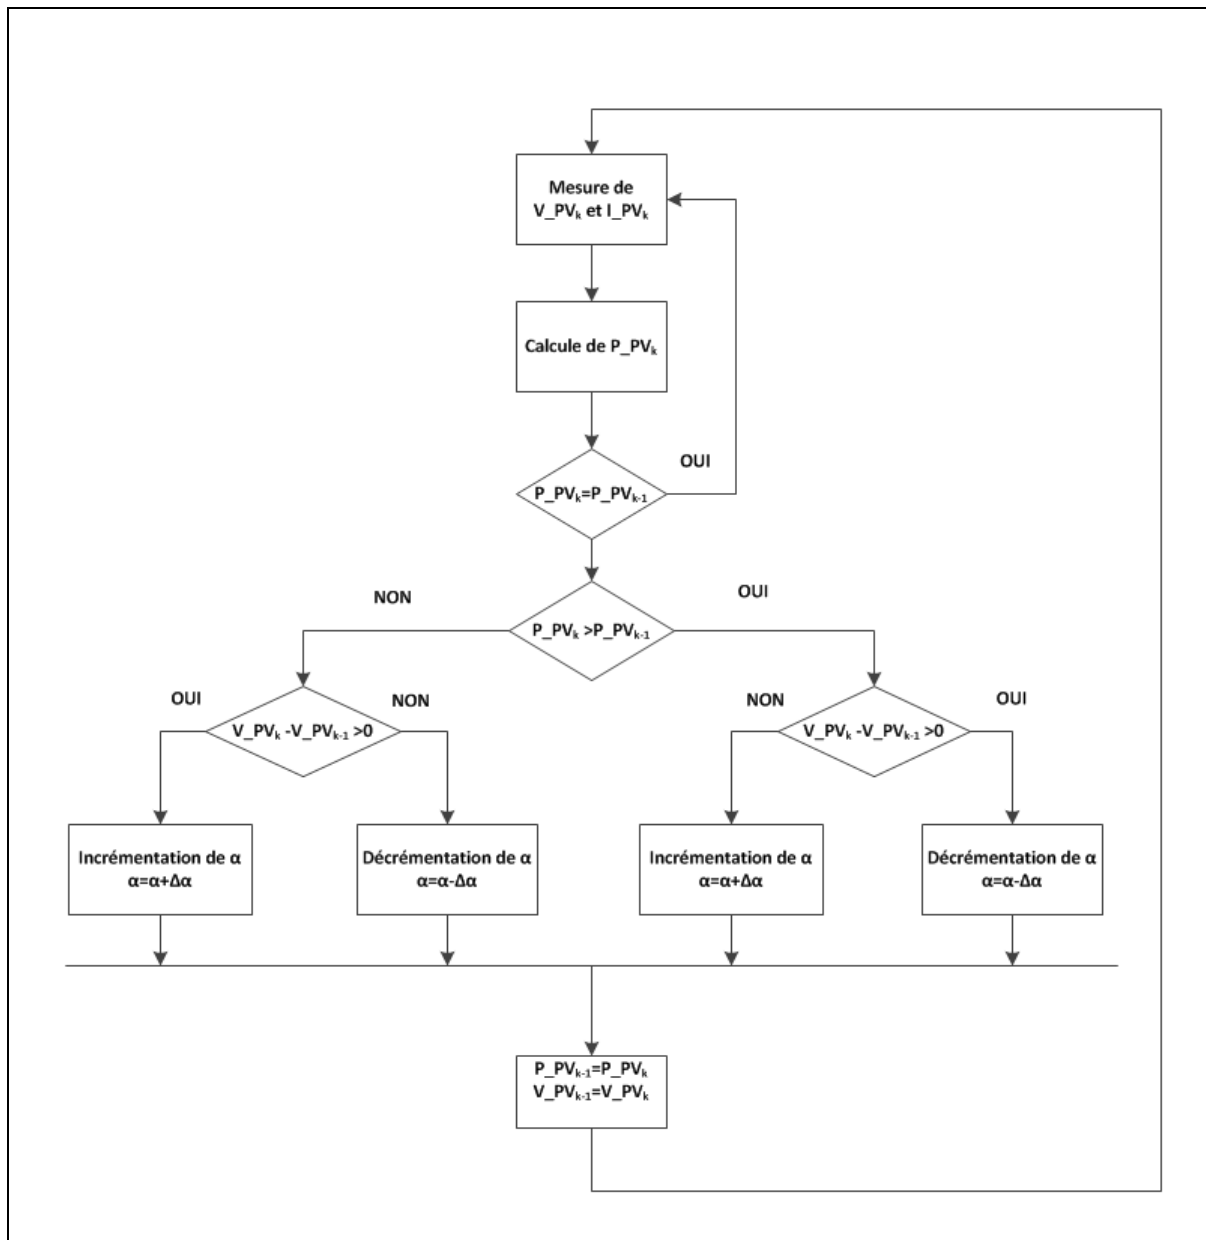 Mesure de
V_PVₖ et I_PVₖ
Calcule de P_PVₖ
OUI
P_PVₖ=P_PVₖ₋₁
NON
OUI
P_PVₖ >P_PVₖ₋₁
OUI
NON
NON
OUI
V_PVₖ -V_PVₖ₋₁ >0
V_PVₖ -V_PVₖ₋₁ >0
Incrémentation de α
α=α+Δα
Décrémentation de α
α=α-Δα
Incrémentation de α
α=α+Δα
Décrémentation de α
α=α-Δα
P_PVₖ₋₁=P_PVₖ
V_PVₖ₋₁=V_PVₖ